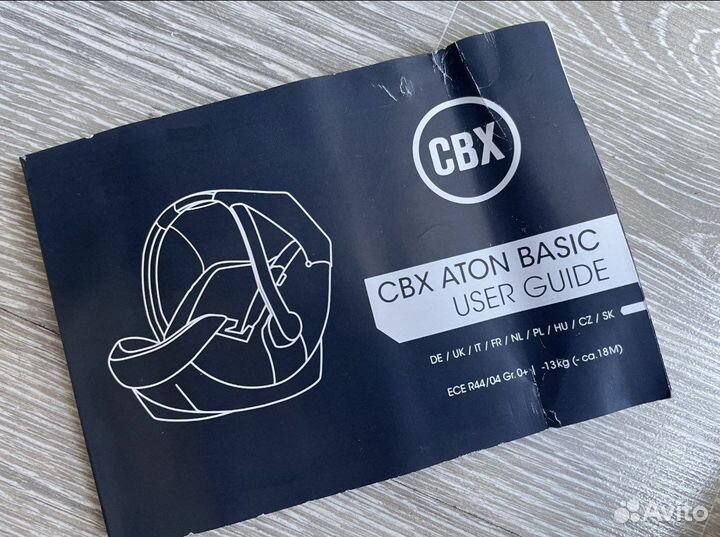 CBX
CBX ATON BASIC
USER GUIDE
DE / UK / IT / FR / NL / PL / HU / CZ / SK
ECE R44/04 Gr. 0+ -13kg (- ca.18M)
Avito